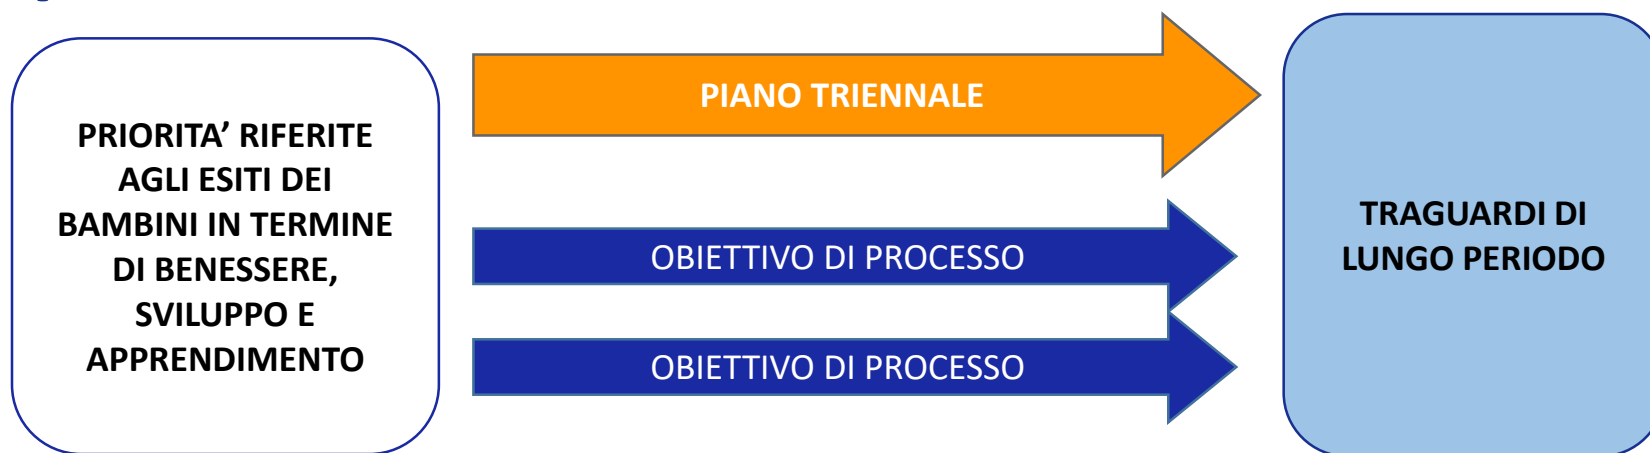 PRIORITA’ RIFERITE
AGLI ESITI DEI
BAMBINI IN TERMINE
DI BENESSERE,
SVILUPPO E
APPRENDIMENTO
PIANO TRIENNALE
OBIETTIVO DI PROCESSO
OBIETTIVO DI PROCESSO
TRAGUARDI DI
LUNGO PERIODO